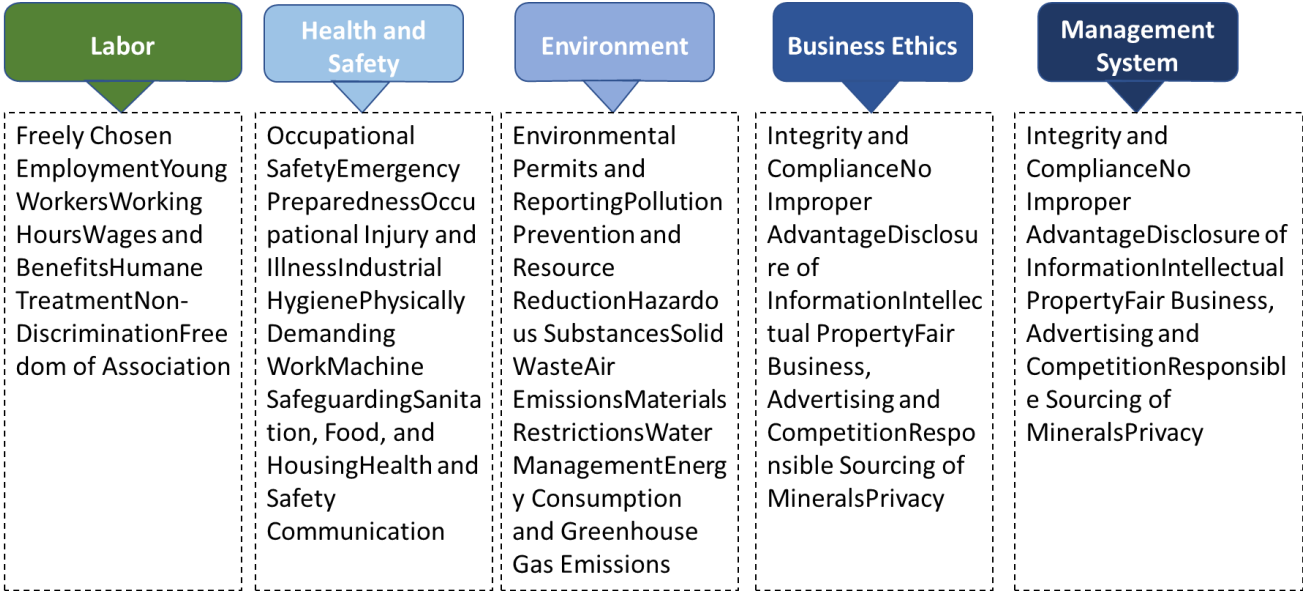 Labor
Freely Chosen
EmploymentYoung
WorkersWorking
HoursWages and
BenefitsHumane
TreatmentNon-
DiscriminationFree
dom of Association
Health and
Safety
Occupational
SafetyEmergency
PreparednessOccu
pational Injury and
IllnessIndustrial
HygienePhysically
Demanding
WorkMachine
SafeguardingSanita
tion, Food, and
HousingHealth and
Safety
Communication
Environment
Environmental
Permits and
ReportingPollution
Prevention and
Resource
ReductionHazardo
us SubstancesSolid
WasteAir
EmissionsMaterials
RestrictionsWater
ManagementEnerg
y Consumption
and Greenhouse
Gas Emissions
Business Ethics
Integrity and
ComplianceNo
Improper
AdvantageDisclosu
re of
InformationIntellec
tual PropertyFair
Business,
Advertising and
CompetitionRespo
nsible Sourcing of
MineralsPrivacy
Management
System
Integrity and
ComplianceNo
Improper
AdvantageDisclosure of
InformationIntellectual
PropertyFair Business,
Advertising and
CompetitionResponsibl
e Sourcing of
MineralsPrivacy